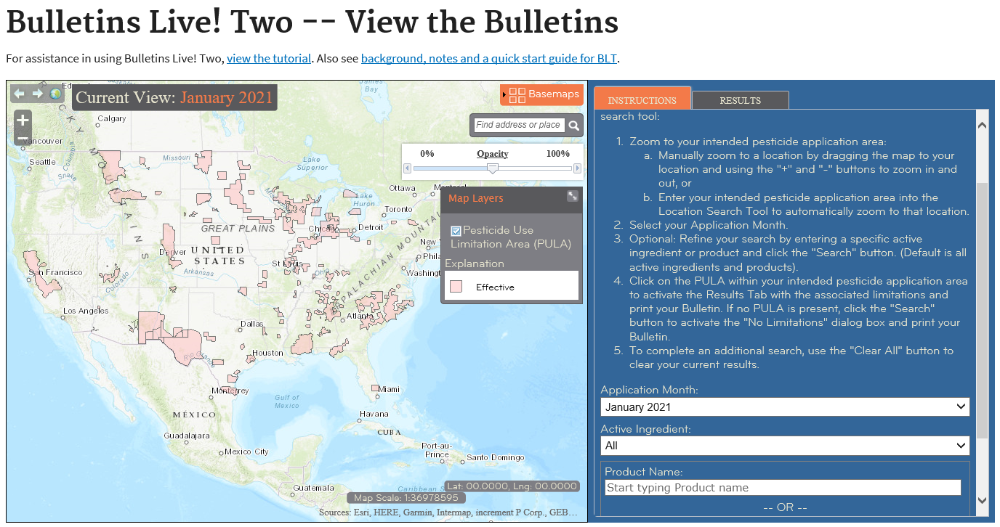 Bulletins Live! Two -- View the Bulletins
For assistance in using Bulletins Live! Two, view the tutorial. Also see background, notes and a quick start guide for BLT.
Current View: January 2021
Basemaps
Find address or place
0% Opacity 100%
Map Layers
Pesticide Use
Limitation Area (PULA)
Explanation
Effective
James
Bay
Calgary
Vancouver
Seattle
Columbia
Snake
Missouri
Lake
Superior
Ottawa
Lake
Huron
Toronto
GREAT PLAINS
Chicago
Detroit
New
Phila
Denver
UNITED
STATES
St Louis
Ohio
Washing
APPALACHIAN MOUNTAI
San Francisco
Colorado
Arkansas
Los Angeles
Atlanta
Dallas
Rio Grande
Houston
Monterrey
Miami
Gulf of
Mexico
MÉXICO
Havana
CUBA
Guadalajara
Mexico City
Port-au-
Prince
Santo Domingo
Guatemala
Caribbean S
Lat: 00.0000, Lng: 00.0000
Map Scale: 1:36978595
Sources: Esri, HERE, Garmin, Intermap, increment P Corp., GEB...
INSTRUCTIONS
RESULTS
search tool:
1. Zoom to your intended pesticide application area:
a. Manually zoom to a location by dragging the map to your
location and using the "+" and "-" buttons to zoom in and
out, or
b. Enter your intended pesticide application area into the
Location Search Tool to automatically zoom to that location.
2. Select your Application Month.
3. Optional: Refine your search by entering a specific active
ingredient or product and click the "Search" button. (Default is all
active ingredients and products).
4. Click on the PULA within your intended pesticide application area
to activate the Results Tab with the associated limitations and
print your Bulletin. If no PULA is present, click the "Search"
button to activate the "No Limitations" dialog box and print your
Bulletin.
5. To complete an additional search, use the "Clear All" button to
clear your current results.
Application Month:
January 2021
Active Ingredient:
All
Product Name:
Start typing Product name
-- OR --